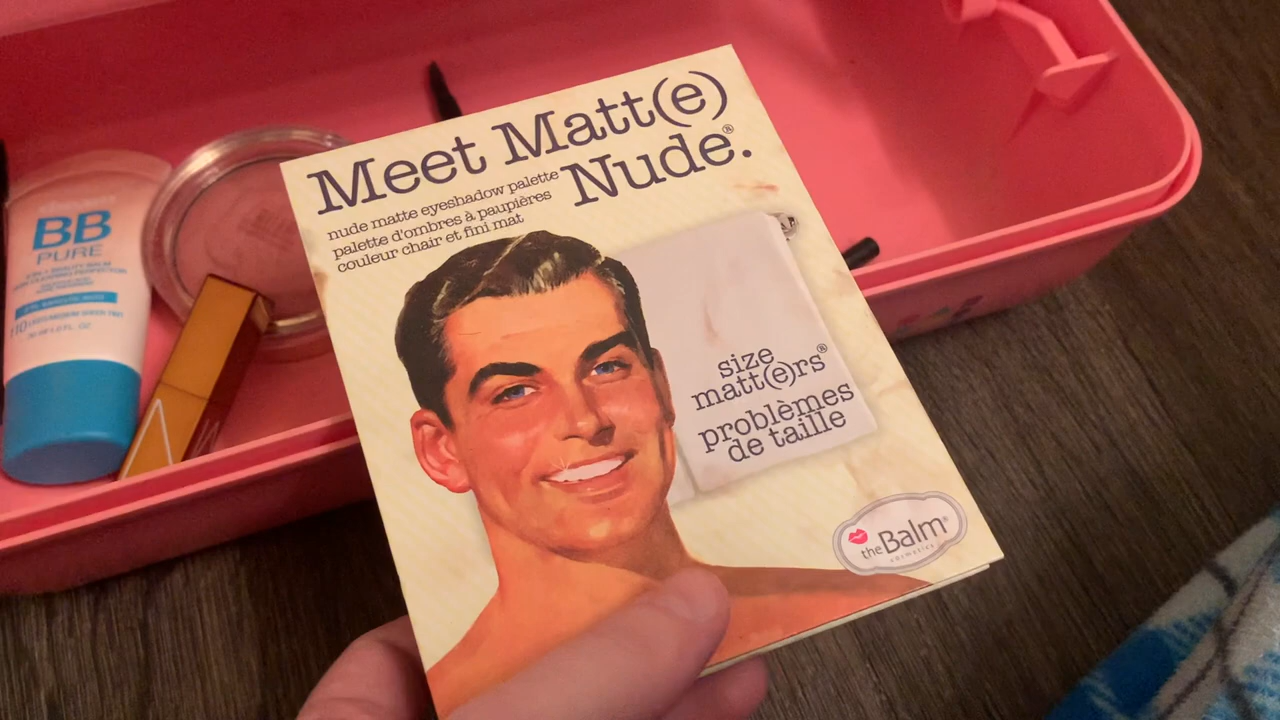 Meet Matt(e)
Nude®.
nude matte eyeshadow palette
palette d'ombres à paupières
couleur chair et fini mat
size
matt(e)rs®
problèmes
de taille
theBalm®
cosmetics
BB
PURE